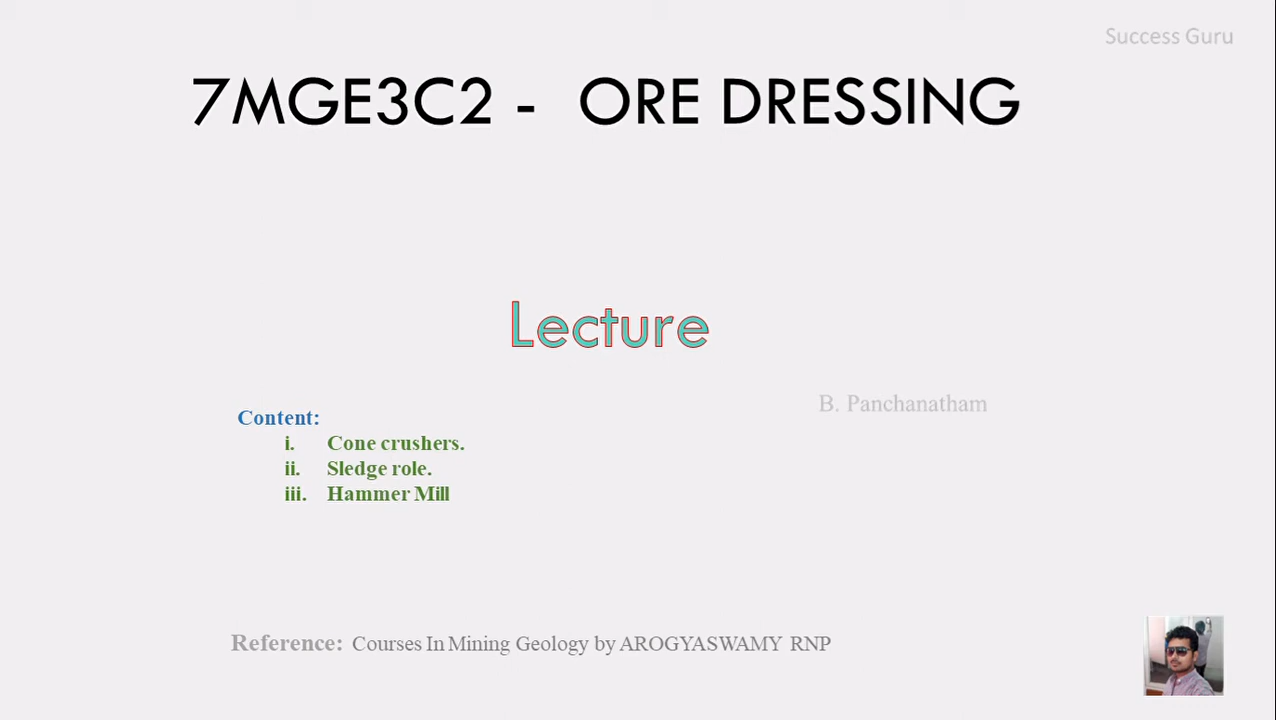 Success Guru
7MGE3C2 - ORE DRESSING
Lecture
B. Panchanatham
Content:
i. Cone crushers.
ii. Sledge role.
iii. Hammer Mill
Reference: Courses In Mining Geology by AROGYASWAMY RNP